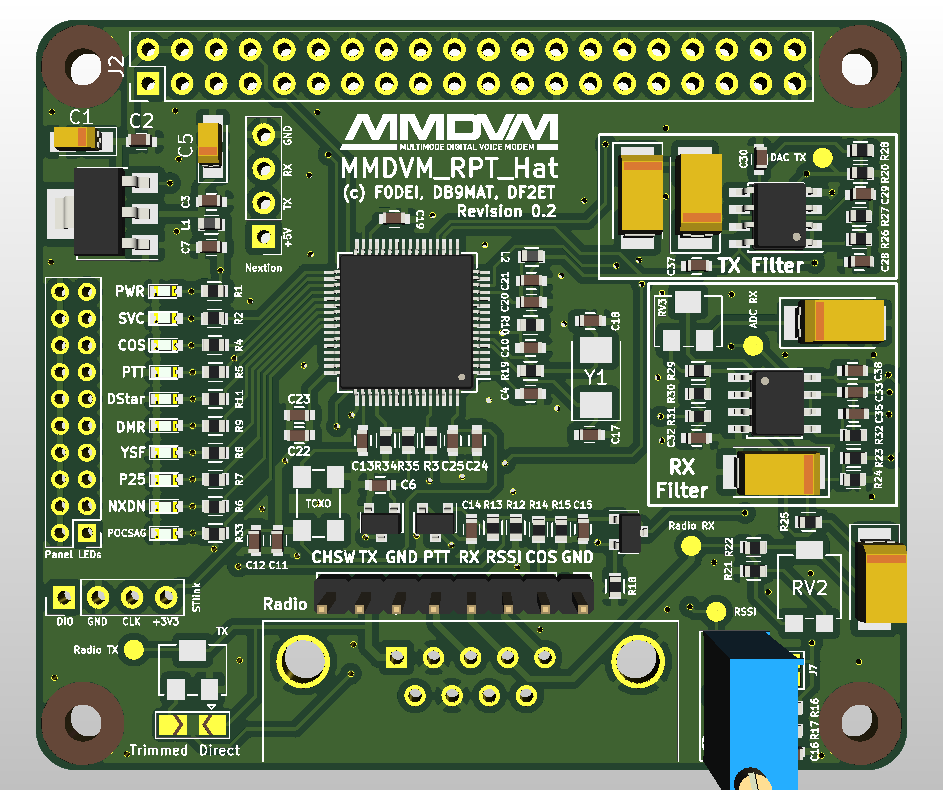 J2
C1
C2
C5
C3
L1
C7
GND
RX
TX
+5V
Nextion
MMDVM
MULTIMODE DIGITAL VOICE MODEM
MMDVM_RPT_Hat
(c) F0DEI, DB9MAT, DF2ET
Revision 0.2
C19
C30
DAC TX
R28
R20
C29
R27
R26
C28
C37
TX Filter
PWR
R1
SVC
R2
COS
R4
PTT
R5
DStar
R11
DMR
R9
YSF
R8
P25
R7
NXDN
R6
POCSAG
R33
Panel LEDs
L2
C21
C20
R10
C10
R19
C4
C18
Y1
C17
RV3
ADC RX
R29
R30
R31
C32
C38
C33
C35
R32
R23
R24
RX
Filter
C23
C22
C13
R34
R35
R3
C25
C24
C6
TCXO
C14
R13
R12
R14
R15
C15
C12
C11
CHSW TX GND PTT RX RSSI COS GND
Radio
R18
Radio RX
R22
R21
R25
RV2
RSSI
DIO
GND
CLK
+3V3
STlink
Radio TX
TX
Trimmed
Direct
J7
R16
R17
C16